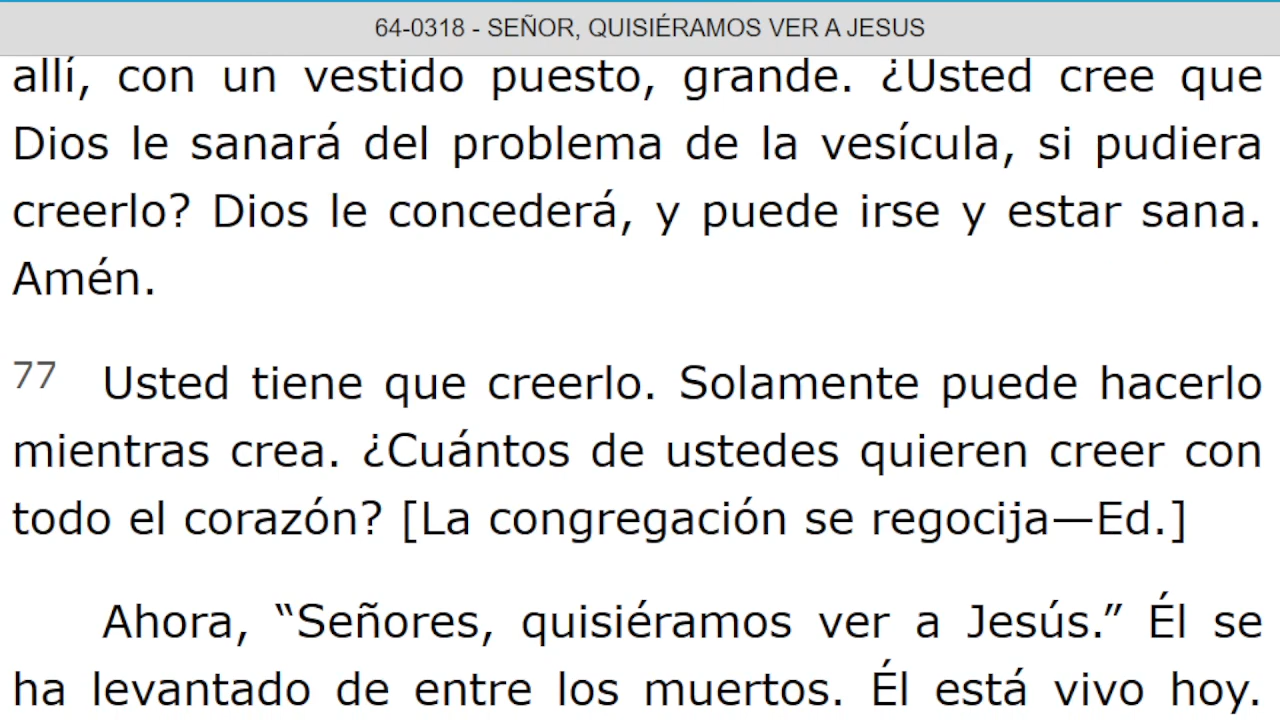 64-0318 - SEÑOR, QUISIÉRAMOS VER A JESUS
allí, con un vestido puesto, grande. ¿Usted cree que
Dios le sanará del problema de la vesícula, si pudiera
creerlo? Dios le concederá, y puede irse y estar sana.
Amén.
77 Usted tiene que creerlo. Solamente puede hacerlo
mientras crea. ¿Cuántos de ustedes quieren creer con
todo el corazón? [La congregación se regocija—Ed.]
Ahora, “Señores, quisiéramos ver a Jesús.” Él se
ha levantado de entre los muertos. Él está vivo hoy.